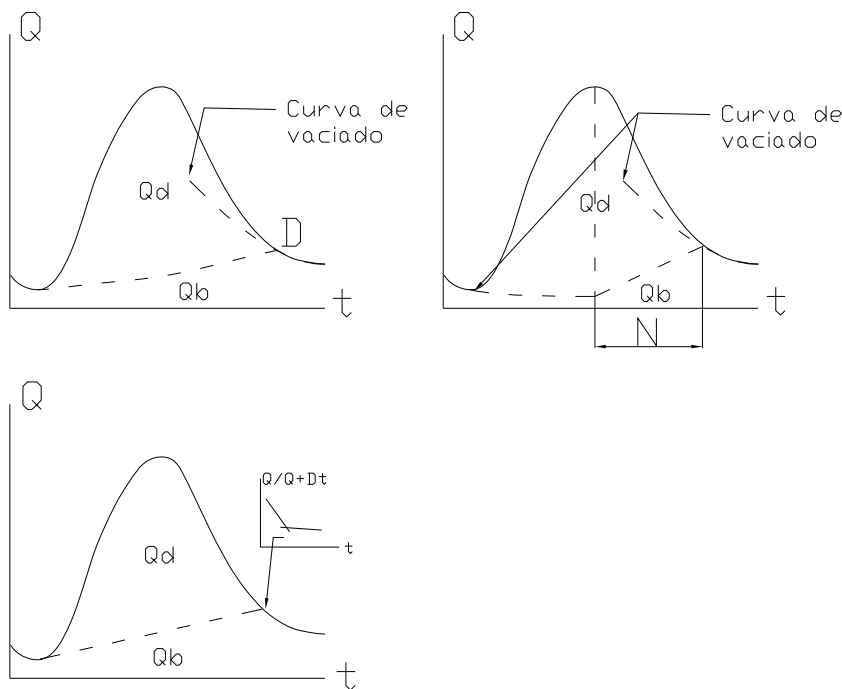 Q
Curva de
vaciado
Qd
D
Qb
t
Q
Curva de
vaciado
Qd
Qb
t
N
Q
Q/Q+Dt
t
Qd
Qb
t